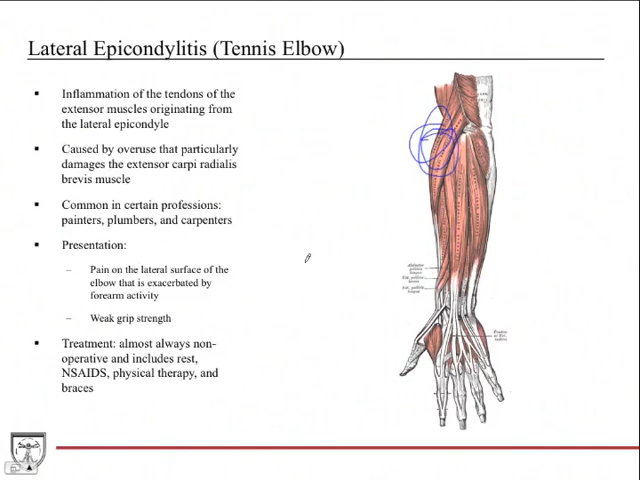 Lateral Epicondylitis (Tennis Elbow)
Inflammation of the tendons of the
extensor muscles originating from
the lateral epicondyle
Caused by overuse that particularly
damages the extensor carpi radialis
brevis muscle
Common in certain professions:
painters, plumbers, and carpenters
Presentation:
– Pain on the lateral surface of the
elbow that is exacerbated by
forearm activity
– Weak grip strength
Treatment: almost always non-
operative and includes rest,
NSAIDS, physical therapy, and
braces